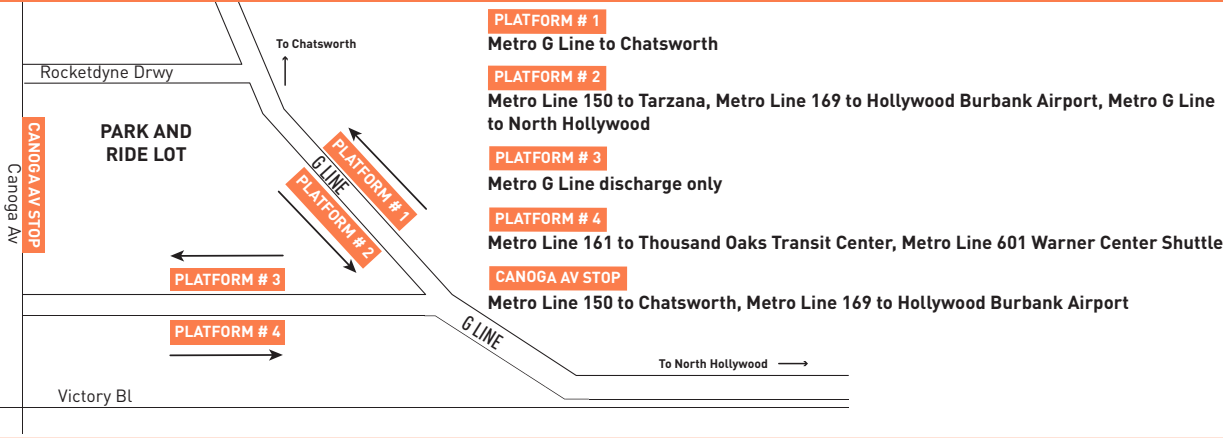 To Chatsworth
Rocketdyne Drwy
PARK AND
RIDE LOT
CANOGA AV STOP
Canoga Av
PLATFORM # 1
G LINE
PLATFORM # 2
PLATFORM # 3
PLATFORM # 4
G LINE
To North Hollywood
Victory Bl
PLATFORM # 1
Metro G Line to Chatsworth
PLATFORM # 2
Metro Line 150 to Tarzana, Metro Line 169 to Hollywood Burbank Airport, Metro G Line
to North Hollywood
PLATFORM # 3
Metro G Line discharge only
PLATFORM # 4
Metro Line 161 to Thousand Oaks Transit Center, Metro Line 601 Warner Center Shuttle
CANOGA AV STOP
Metro Line 150 to Chatsworth, Metro Line 169 to Hollywood Burbank Airport